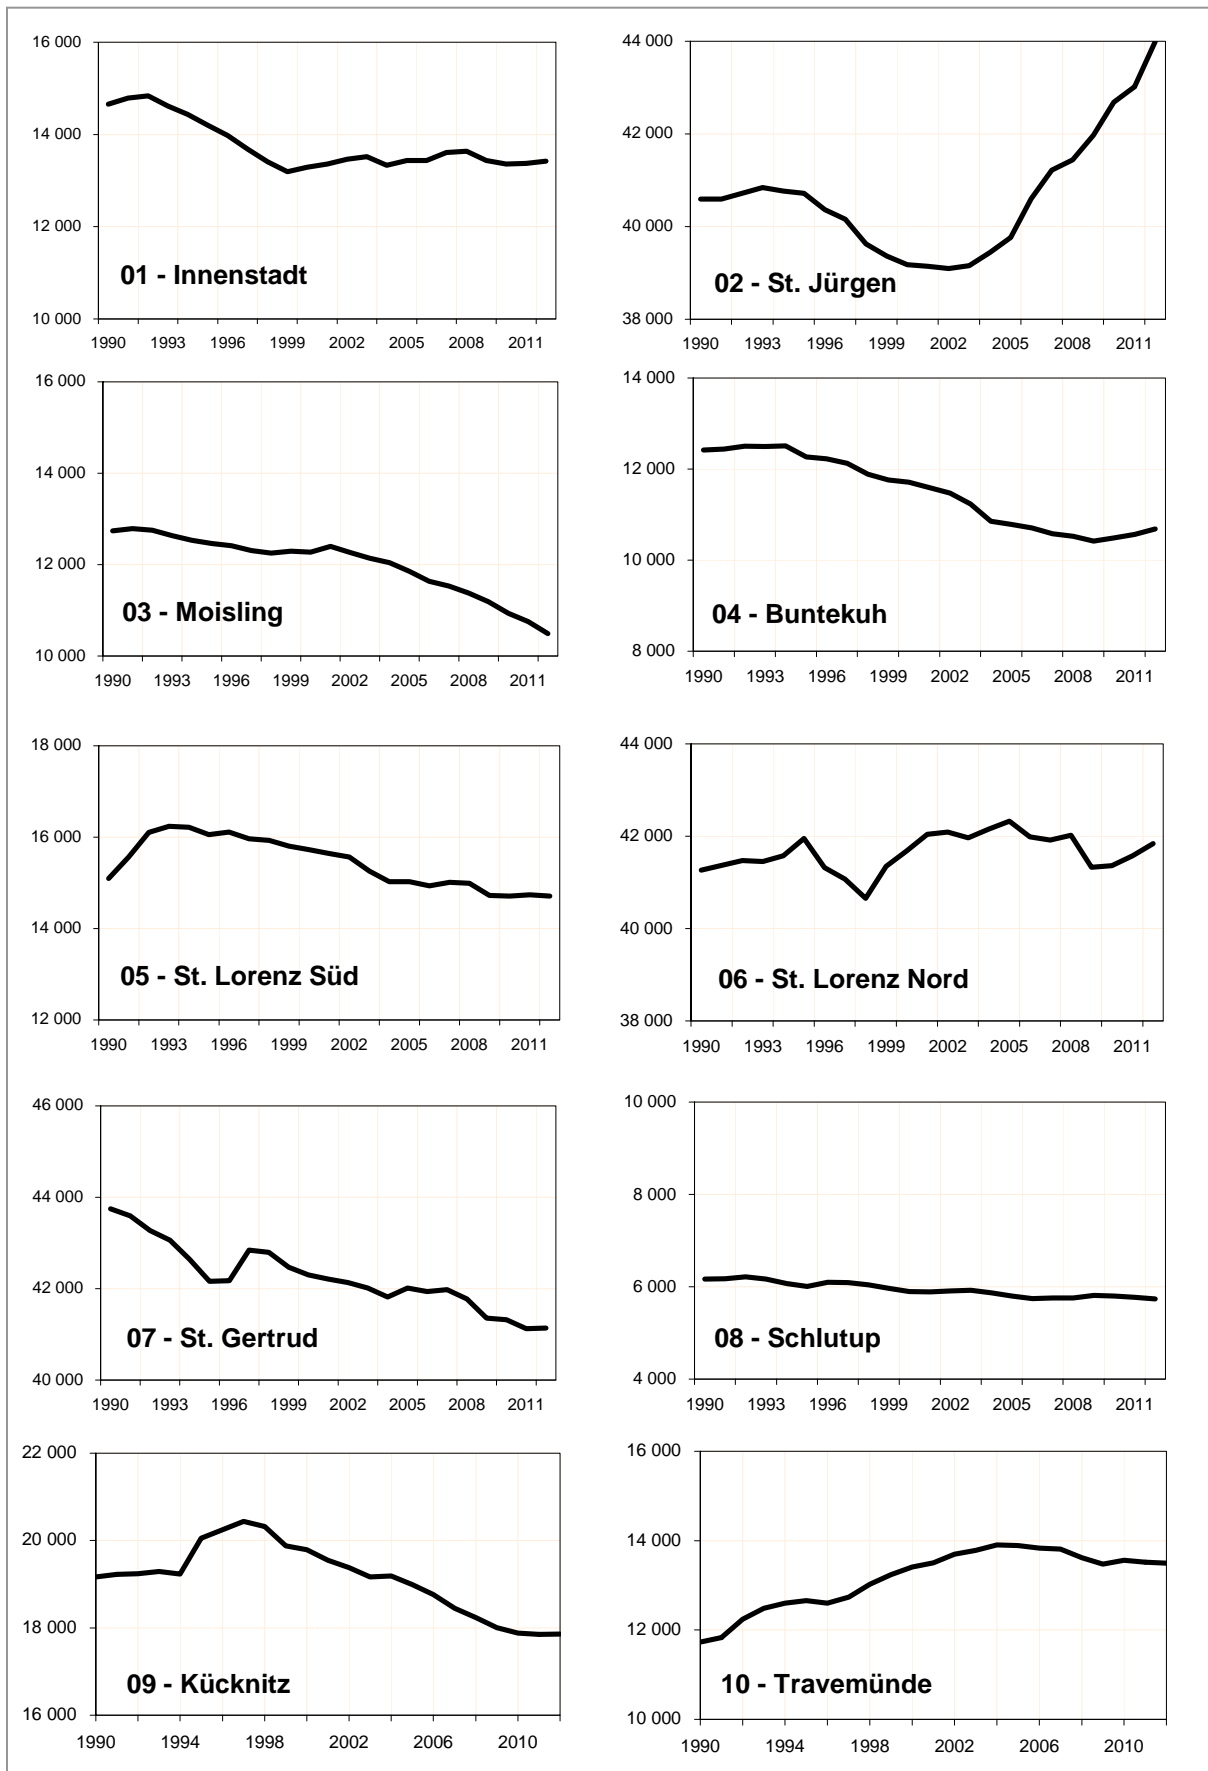 16 000
14 000
12 000
10 000
01 - Innenstadt
1990 1993 1996 1999 2002 2005 2008 2011
44 000
42 000
40 000
38 000
02 - St. Jürgen
1990 1993 1996 1999 2002 2005 2008 2011
16 000
14 000
12 000
10 000
03 - Moisling
1990 1993 1996 1999 2002 2005 2008 2011
14 000
12 000
10 000
8 000
04 - Buntekuh
1990 1993 1996 1999 2002 2005 2008 2011
18 000
16 000
14 000
12 000
05 - St. Lorenz Süd
1990 1993 1996 1999 2002 2005 2008 2011
44 000
42 000
40 000
38 000
06 - St. Lorenz Nord
1990 1993 1996 1999 2002 2005 2008 2011
46 000
44 000
42 000
40 000
07 - St. Gertrud
1990 1993 1996 1999 2002 2005 2008 2011
10 000
8 000
6 000
4 000
08 - Schlutup
1990 1993 1996 1999 2002 2005 2008 2011
22 000
20 000
18 000
16 000
09 - Kücknitz
1990 1994 1998 2002 2006 2010
16 000
14 000
12 000
10 000
10 - Travemünde
1990 1994 1998 2002 2006 2010